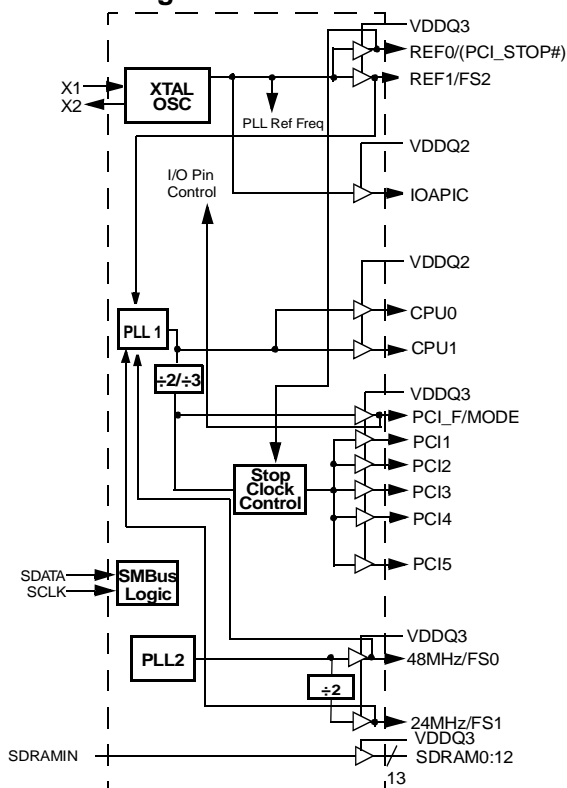 VDDQ3
REF0/(PCI_STOP#)
X1
XTAL
OSC
REF1/FS2
X2
PLL Ref Freq
VDDQ2
I/O Pin
Control
IOAPIC
VDDQ2
CPU0
PLL 1
CPU1
÷2/÷3
VDDQ3
PCI_F/MODE
PCI1
PCI2
Stop
Clock
Control
PCI3
PCI4
PCI5
SDATA
SCLK
SMBus
Logic
VDDQ3
PLL2
48MHz/FS0
÷2
24MHz/FS1
VDDQ3
SDRAMIN
SDRAM0:12
13